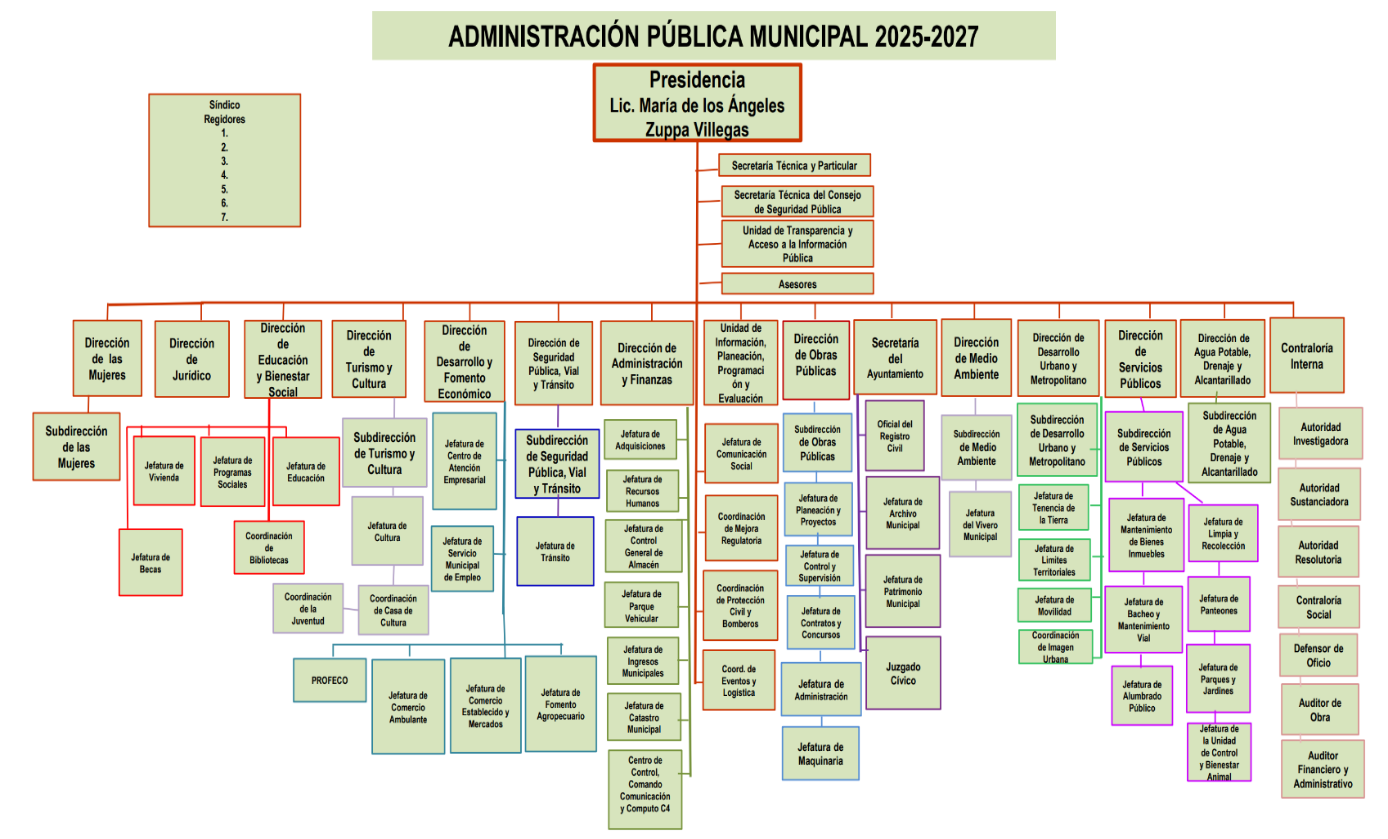 ADMINISTRACIÓN PÚBLICA MUNICIPAL 2025-2027
Presidencia
Lic. María de los Ángeles
Zuppa Villegas
Síndico
Regidores
1.
2.
3.
4.
5.
6.
7.
Secretaría Técnica y Particular
Secretaría Técnica del Consejo
de Seguridad Pública
Unidad de Transparencia y
Acceso a la Información
Pública
Asesores
Dirección
de las
Mujeres
Dirección
de
Jurídico
Dirección
de
Educación
y Bienestar
Social
Dirección
de
Turismo y
Cultura
Dirección
de
Desarrollo y
Fomento
Económico
Dirección de
Seguridad
Pública, Vial
y Tránsito
Dirección de
Administración
y Finanzas
Unidad de
Información,
Planeación,
Programaci
ón y
Evaluación
Dirección
de Obras
Públicas
Secretaría
del
Ayuntamiento
Dirección
de Medio
Ambiente
Dirección de
Desarrollo
Urbano y
Metropolitano
Dirección
de
Servicios
Públicos
Dirección de
Agua Potable,
Drenaje y
Alcantarillado
Contraloría
Interna
Subdirección
de las
Mujeres
Jefatura de
Vivienda
Jefatura de
Programas
Sociales
Jefatura de
Educación
Jefatura de
Becas
Coordinación
de
Bibliotecas
Subdirección
de Turismo y
Cultura
Jefatura de
Cultura
Coordinación
de la
Juventud
Coordinación
de Casa de
Cultura
Jefatura de
Centro de
Atención
Empresarial
Jefatura de
Servicio
Municipal
de Empleo
PROFECO
Jefatura de
Comercio
Ambulante
Jefatura de
Comercio
Establecido y
Mercados
Jefatura de
Fomento
Agropecuario
Subdirección
de Seguridad
Pública, Vial
y Tránsito
Jefatura de
Tránsito
Jefatura de
Adquisiciones
Jefatura de
Recursos
Humanos
Jefatura de
Control
General de
Almacén
Jefatura de
Parque
Vehicular
Jefatura de
Ingresos
Municipales
Jefatura de
Catastro
Municipal
Centro de
Control,
Comando
Comunicación
y Computo C4
Jefatura de
Comunicación
Social
Coordinación
de Mejora
Regulatoria
Coordinación
de Protección
Civil y
Bomberos
Coord. de
Eventos y
Logística
Subdirección
de Obras
Públicas
Jefatura de
Planeación y
Proyectos
Jefatura de
Control y
Supervisión
Jefatura de
Contratos y
Concursos
Jefatura de
Administración
Jefatura de
Maquinaria
Oficial del
Registro
Civil
Jefatura de
Archivo
Municipal
Jefatura de
Patrimonio
Municipal
Juzgado
Cívico
Subdirección
de Medio
Ambiente
Jefatura
del Vivero
Municipal
Subdirección
de Desarrollo
Urbano y
Metropolitano
Jefatura de
Tenencia de
la Tierra
Jefatura de
Límites
Territoriales
Jefatura de
Movilidad
Coordinación
de Imagen
Urbana
Subdirección
de Servicios
Públicos
Jefatura de
Mantenimiento
de Bienes
Inmuebles
Jefatura de
Bacheo y
Mantenimiento
Vial
Jefatura de
Alumbrado
Público
Jefatura de
Limpia y
Recolección
Jefatura de
Panteones
Jefatura de
Parques y
Jardines
Jefatura de
la Unidad
de Control
y Bienestar
Animal
Subdirección
de Agua
Potable,
Drenaje y
Alcantarillado
Autoridad
Investigadora
Autoridad
Sustanciadora
Autoridad
Resolutoria
Contraloría
Social
Defensor de
Oficio
Auditor de
Obra
Auditor
Financiero y
Administrativo